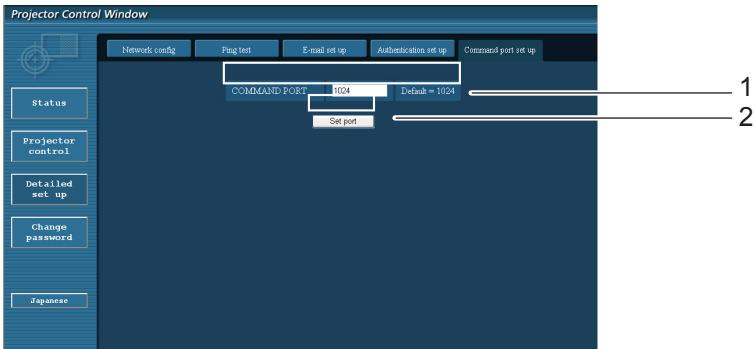 Projector Control Window
Network config
Ping test
E-mail set up
Authentication set up
Command port set up
COMMAND PORT
1024
Default = 1024
1
Set port
2
Status
Projector
control
Detailed
set up
Change
password
Japanese